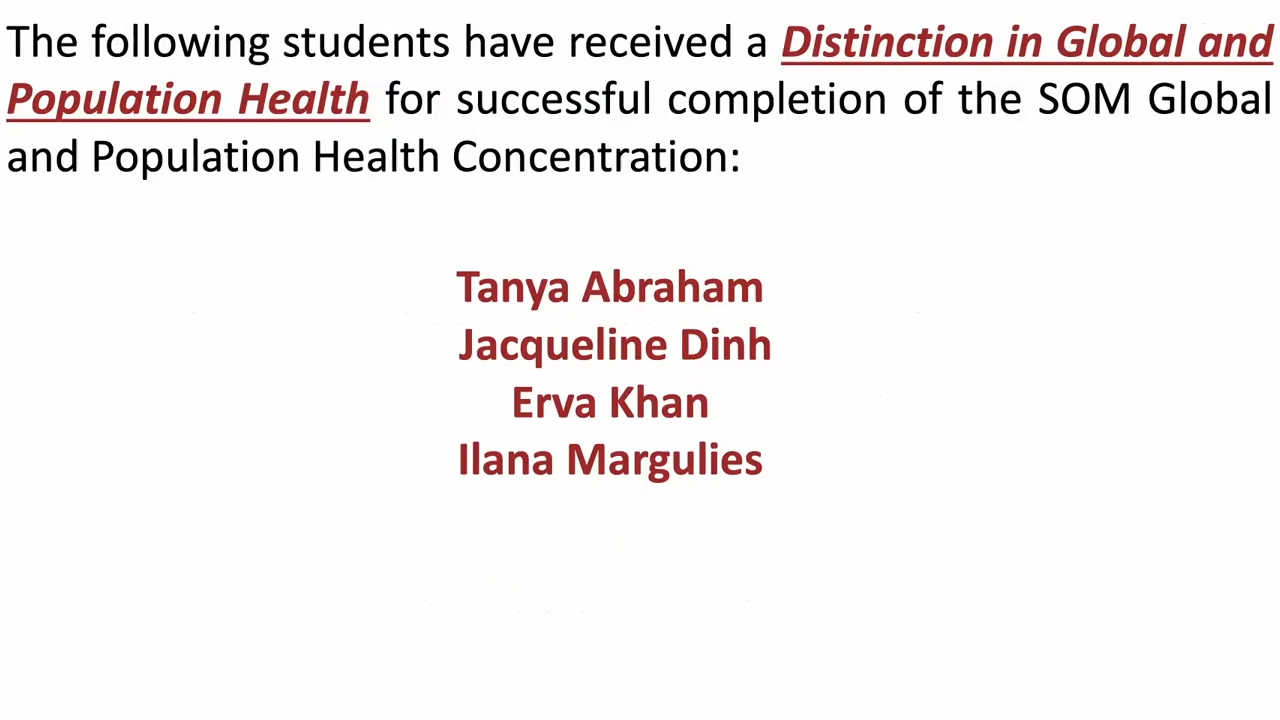 The following students have received a Distinction in Global and
Population Health for successful completion of the SOM Global
and Population Health Concentration:
Tanya Abraham
Jacqueline Dinh
Erva Khan
Ilana Margulies